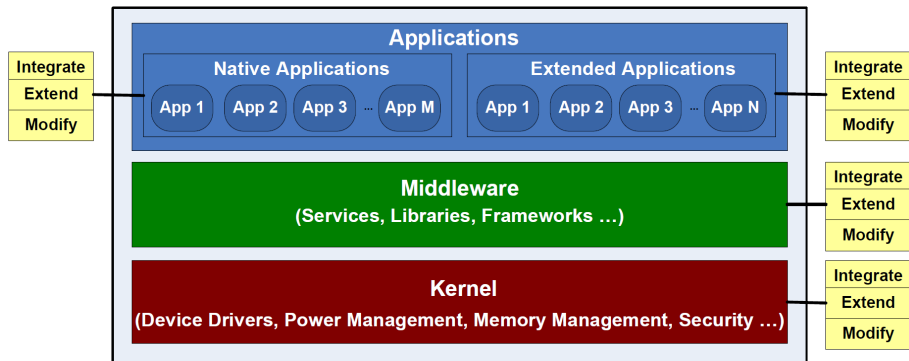 Applications
Integrate
Extend
Modify
Native Applications
App 1 App 2 App 3 ... App M
Extended Applications
App 1 App 2 App 3 ... App N
Integrate
Extend
Modify
Middleware
(Services, Libraries, Frameworks ...)
Integrate
Extend
Modify
Kernel
(Device Drivers, Power Management, Memory Management, Security ...)
Integrate
Extend
Modify